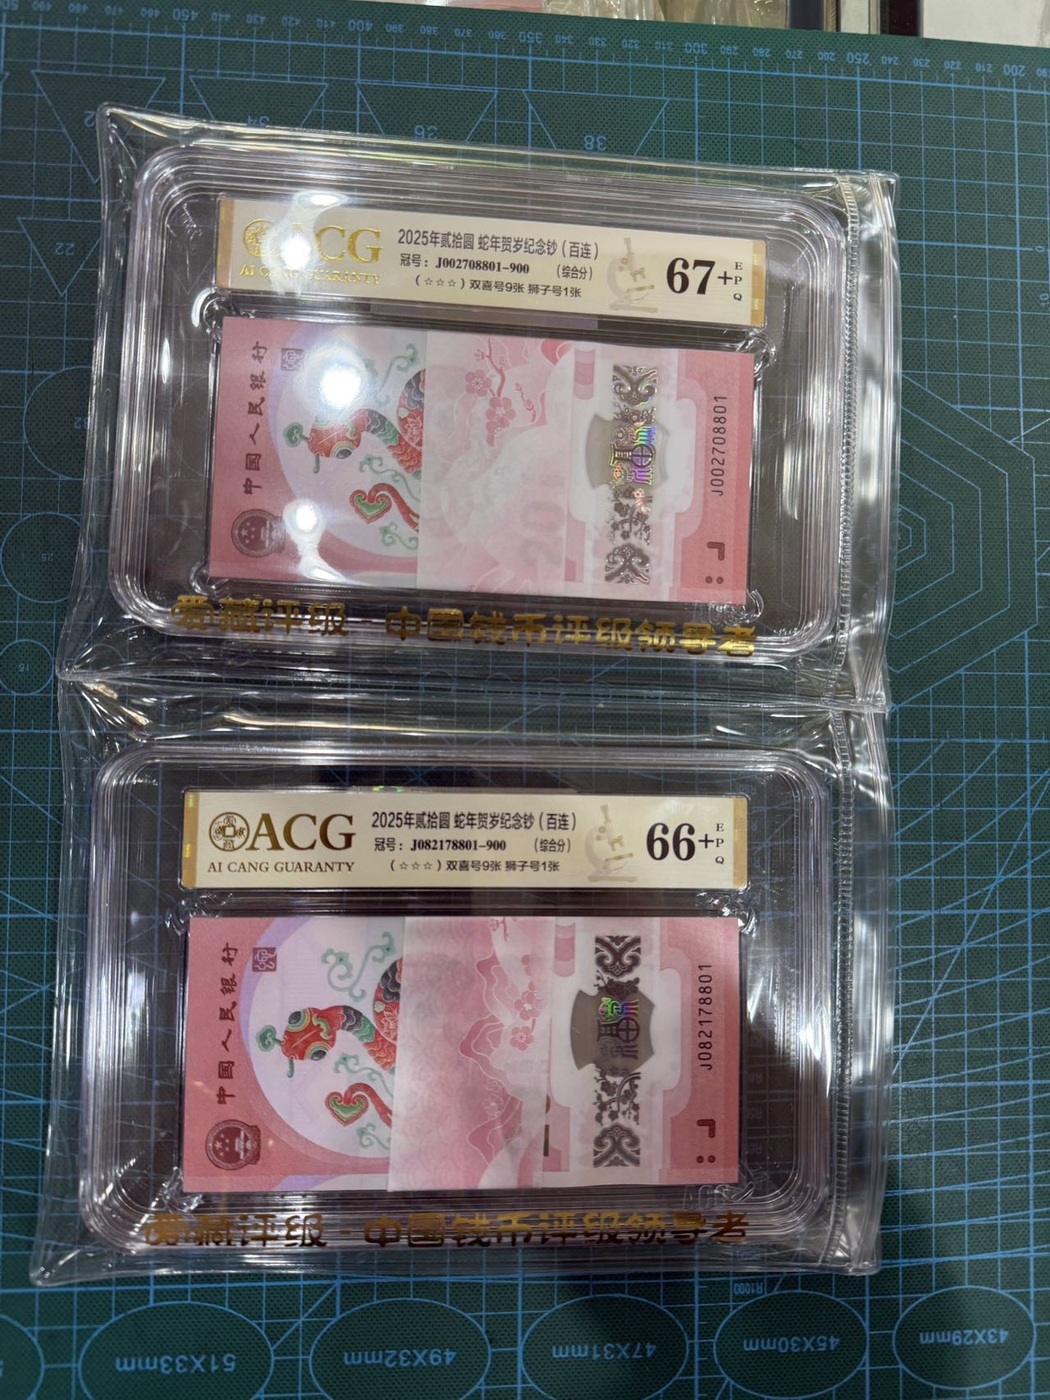 ACG
AI CANG GUARANTY
2025年贰拾圆 蛇年贺岁纪念钞（百连）
冠号：J002708801-900 （综合分）
（☆☆☆）双喜号9张 狮子号1张
67+
EPQ
中国人民银行
J002708801
爱藏评级 · 中国钱币评级领导者
ACG
AI CANG GUARANTY
2025年贰拾圆 蛇年贺岁纪念钞（百连）
冠号：J082178801-900 （综合分）
（☆☆☆）双喜号9张 狮子号1张
66+
EPQ
中国人民银行
J082178801
爱藏评级 · 中国钱币评级领导者
51X33mm
49X32mm
47X31mm
45X30mm
43X29mm